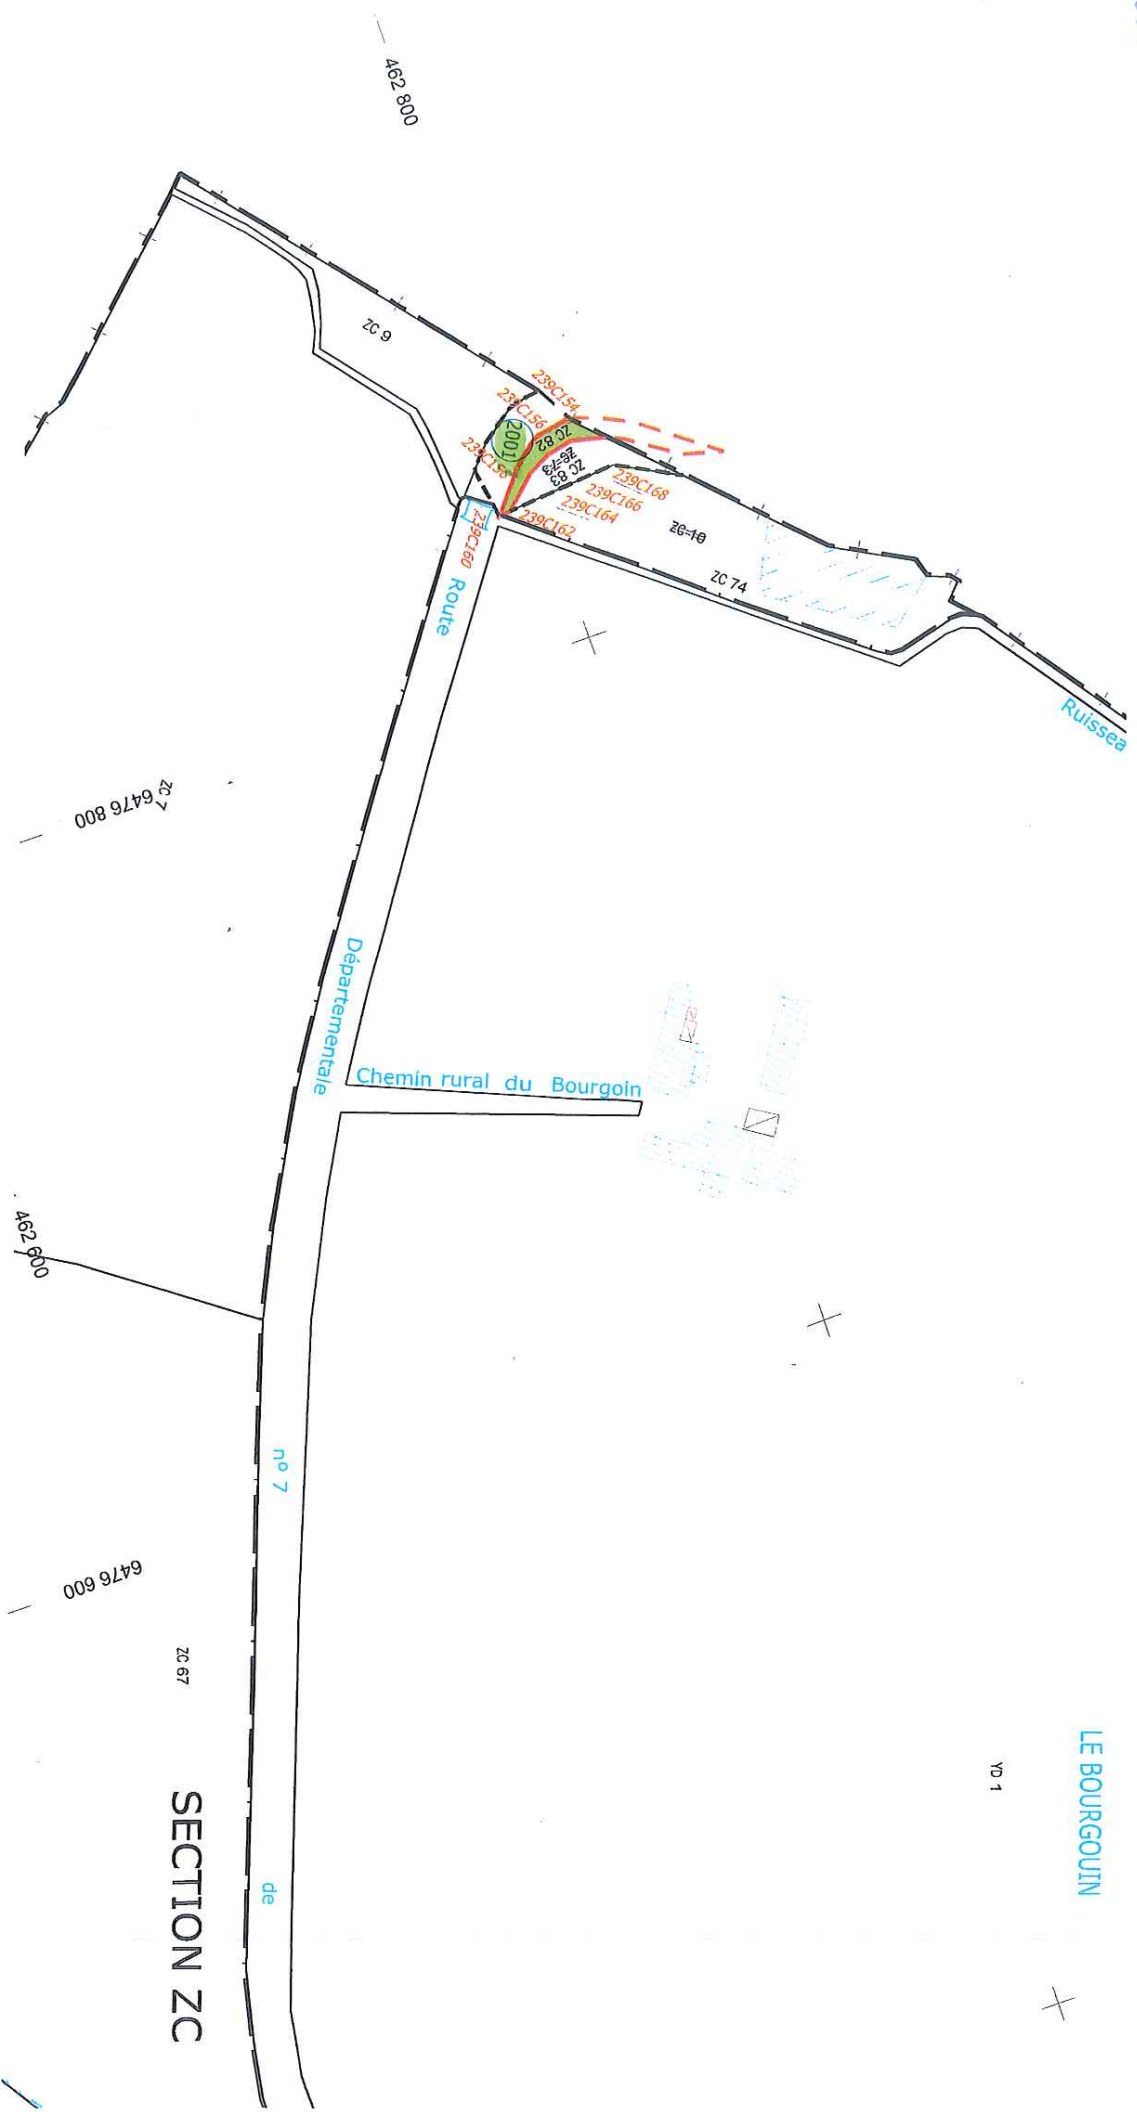 462 800
ZC 9
239C154
239C156
2001
239C158
ZC 82
ZC 83
239C168
239C166
239C164
239C162
239C160
ZC 74
Ruissea
Route
Départementale
nº 7
de
Chemin rural du Bourgoin
ZC 7
6476 800
462 600
6476 600
ZC 67
SECTION ZC
YD 1
LE BOURGOUIN